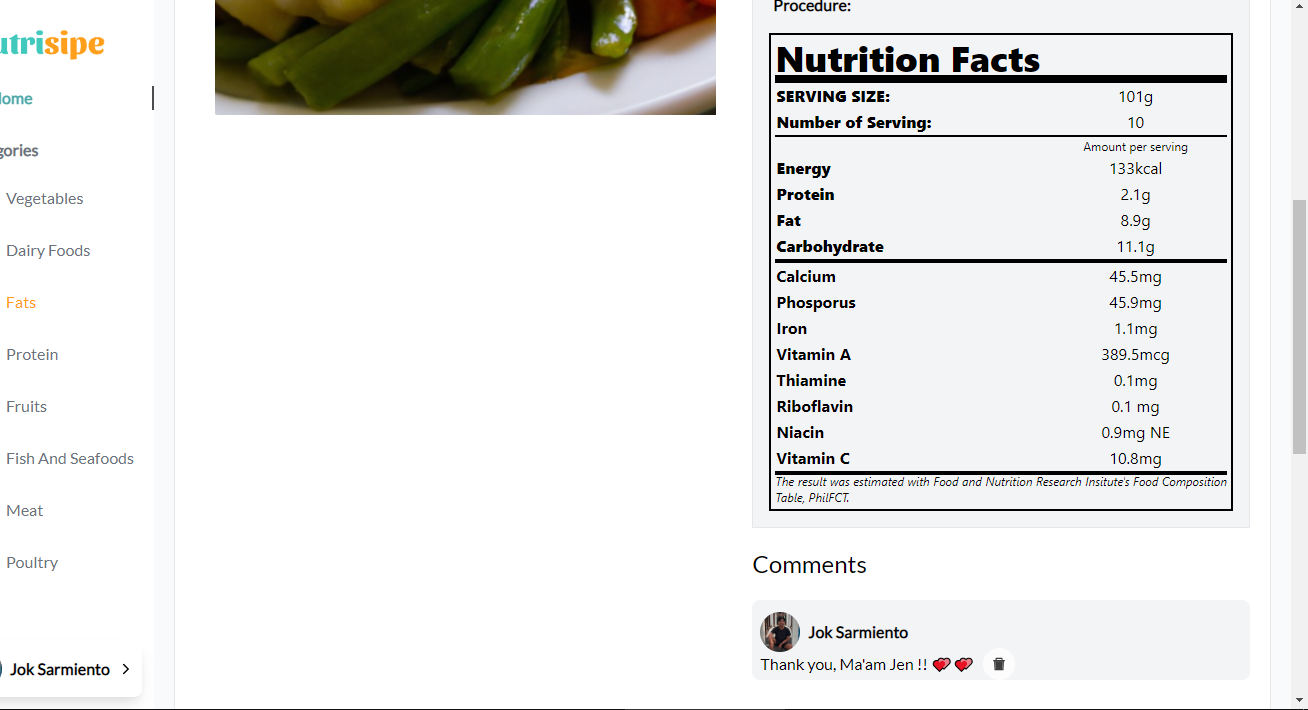 utrisipe
Home
gories
Vegetables
Dairy Foods
Fats
Protein
Fruits
Fish And Seafoods
Meat
Poultry
Jok Sarmiento
Procedure:
Nutrition Facts
SERVING SIZE: 101g
Number of Serving: 10
Amount per serving
Energy 133kcal
Protein 2.1g
Fat 8.9g
Carbohydrate 11.1g
Calcium 45.5mg
Phosporus 45.9mg
Iron 1.1mg
Vitamin A 389.5mcg
Thiamine 0.1mg
Riboflavin 0.1 mg
Niacin 0.9mg NE
Vitamin C 10.8mg
The result was estimated with Food and Nutrition Research Insitute's Food Composition
Table, PhilFCT.
Comments
Jok Sarmiento
Thank you, Ma'am Jen !! 💕💕